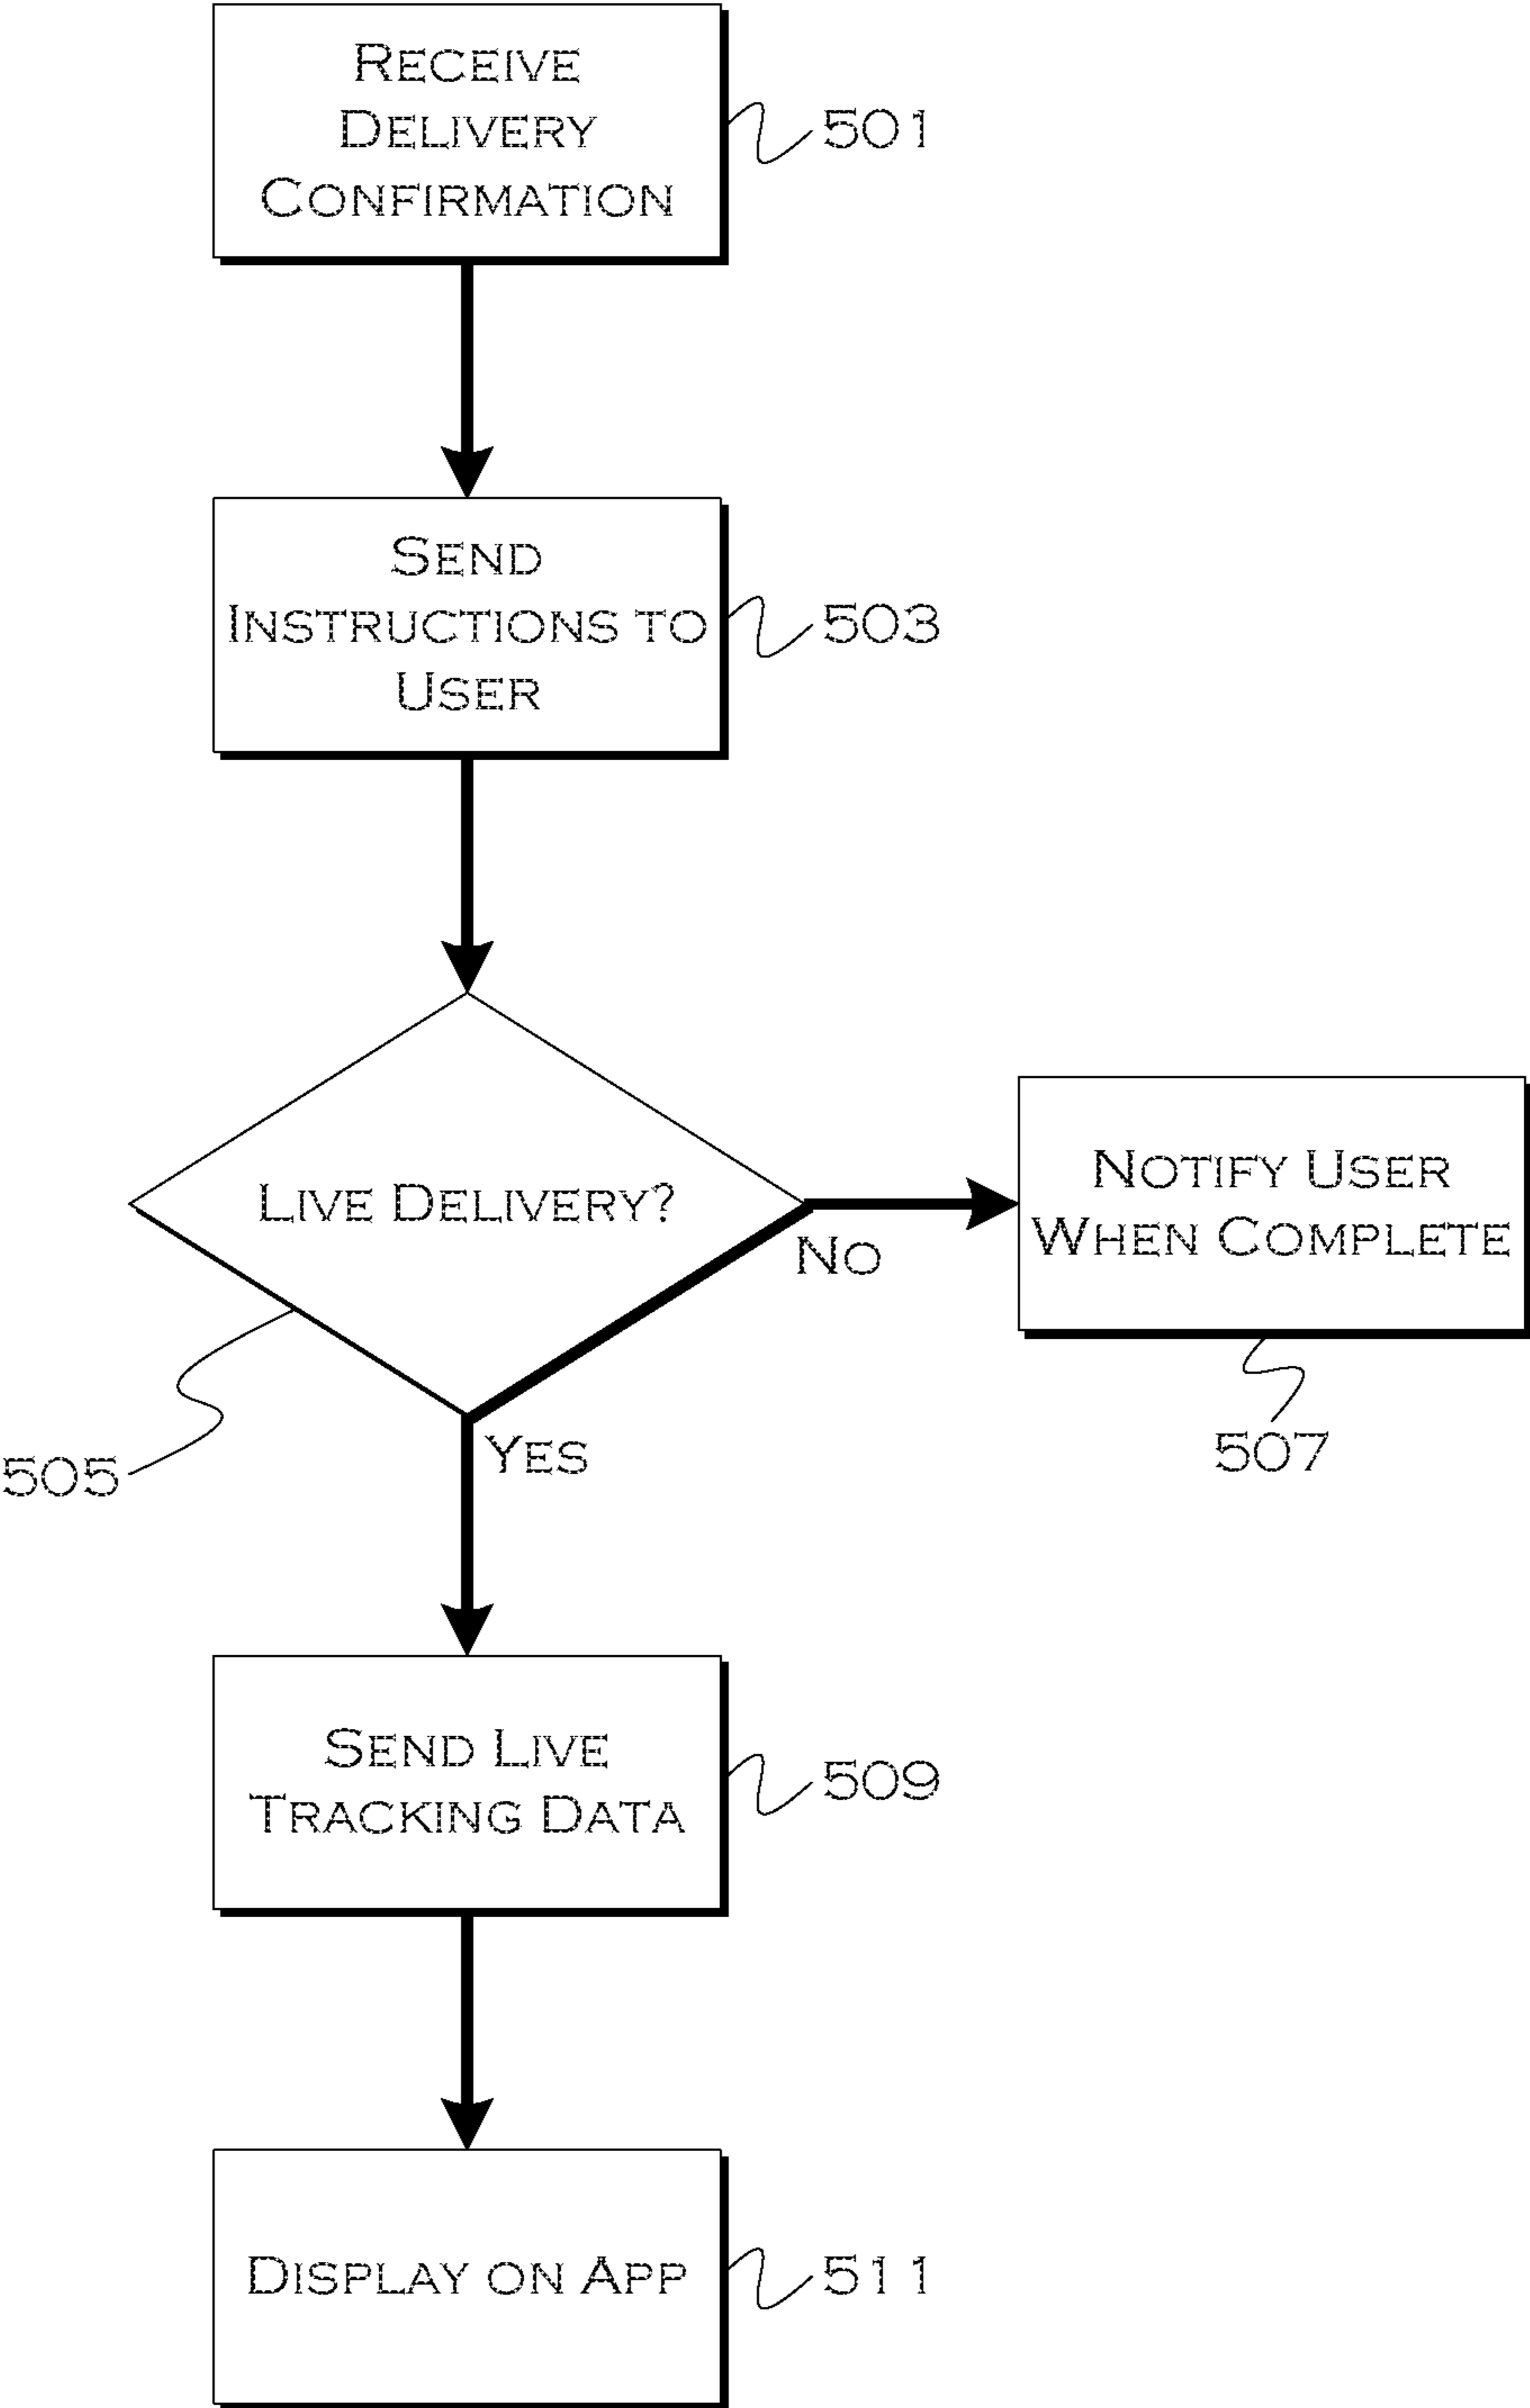 RECEIVE
DELIVERY
CONFIRMATION
501
SEND
INSTRUCTIONS TO
USER
503
LIVE DELIVERY?
NO
NOTIFY USER
WHEN COMPLETE
YES
505
507
SEND LIVE
TRACKING DATA
509
DISPLAY ON APP
511